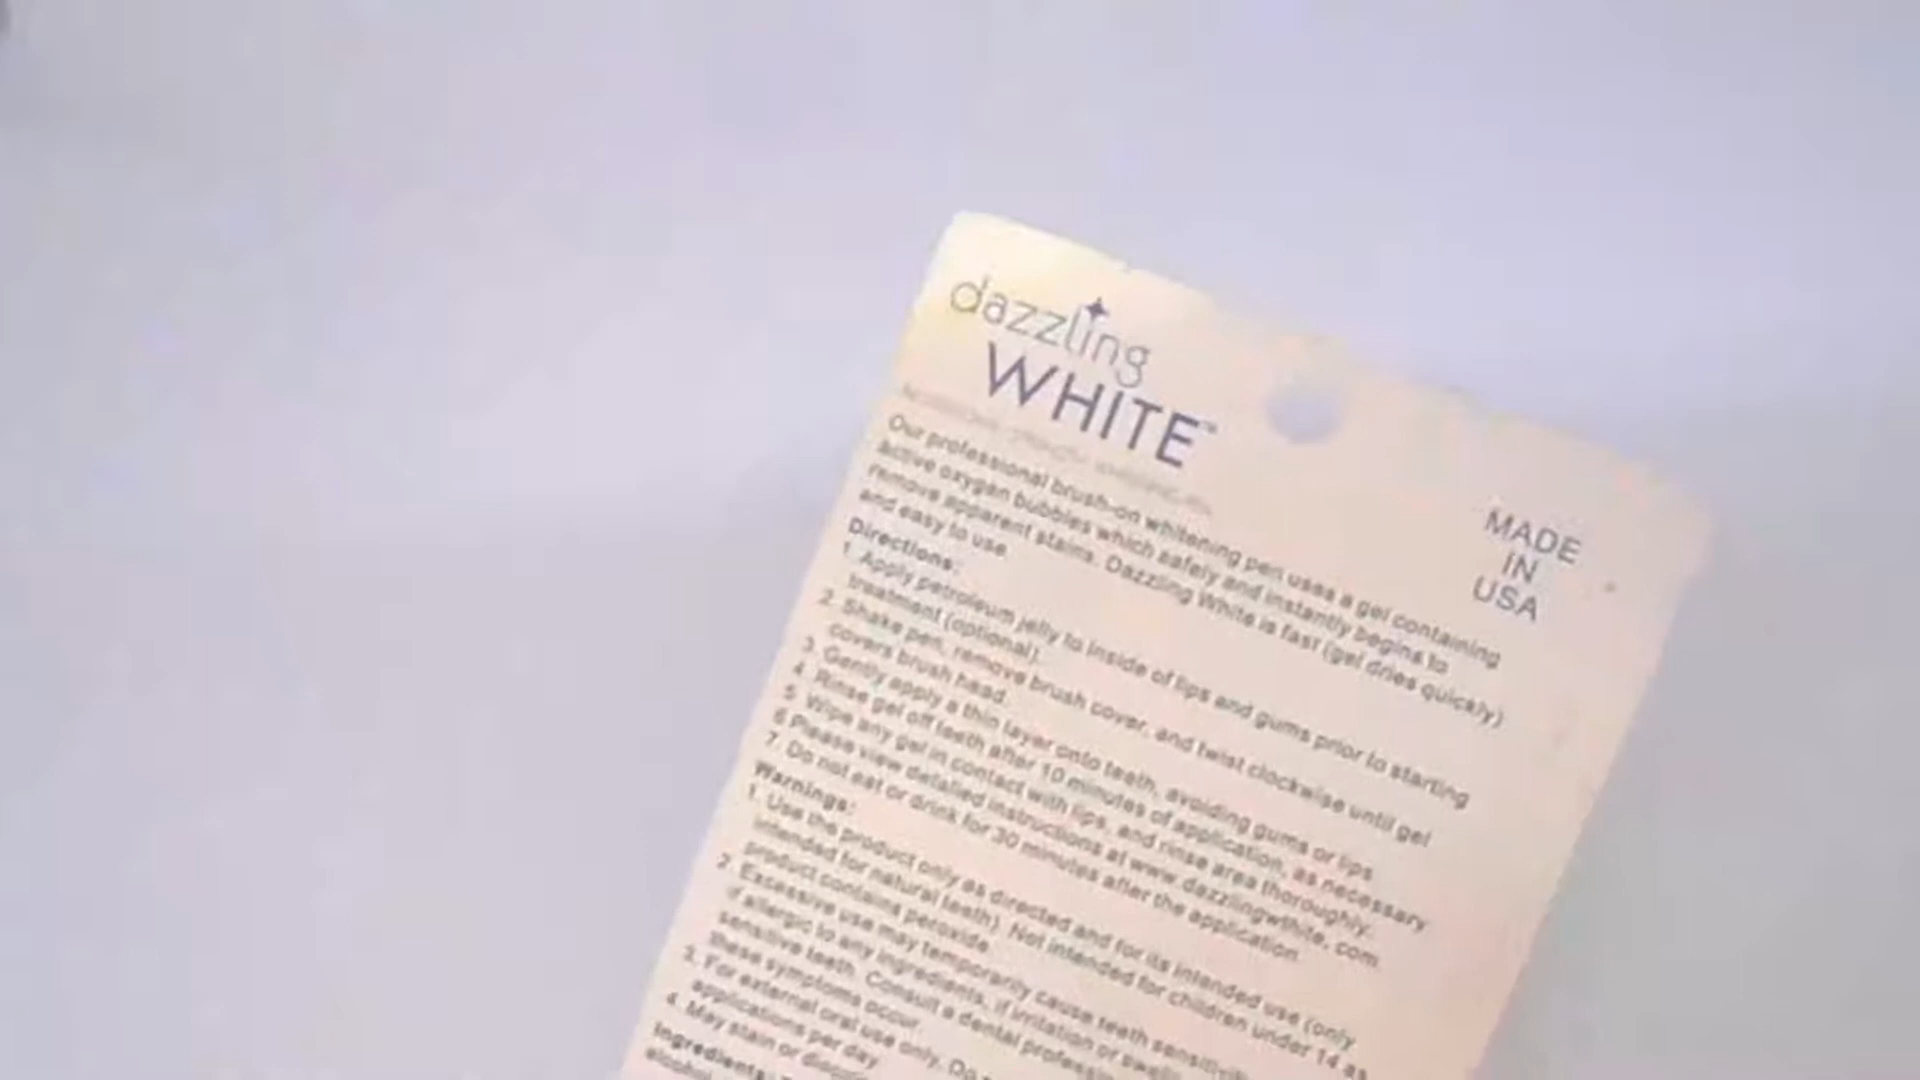 dazzling
WHITE™
MADE
IN
USA
Our professional brush-on whitening pen uses a gel containing
active oxygen bubbles which safely and instantly begins to
remove apparent stains. Dazzling White is fast (gel dries quickly)
and easy to use
Directions:
1. Apply petroleum jelly to inside of lips and gums prior to starting
treatment (optional).
2. Shake pen, remove brush cover, and twist clockwise until gel
covers brush head.
3. Gently apply a thin layer onto teeth, avoiding gums or lips
4. Rinse gel off teeth after 10 minutes of application, as necessary
5. Wipe any gel in contact with lips, and rinse area thoroughly.
6 Please view detailed instructions at www.dazzlingwhite, com
7. Do not eat or drink for 30 minutes after the application.
Warnings:
1. Use the product only as directed and for its intended use (only
intended for natural teeth). Not intended for children under 14 as
product contains peroxide
2. Excessive use may temporarily cause teeth
if allergic to any ingredients, if irritation or
sensitive teeth. Consult a dental
these symptoms occur
3. For external oral use only.
applications per day
4. May stain or
Ingredients: